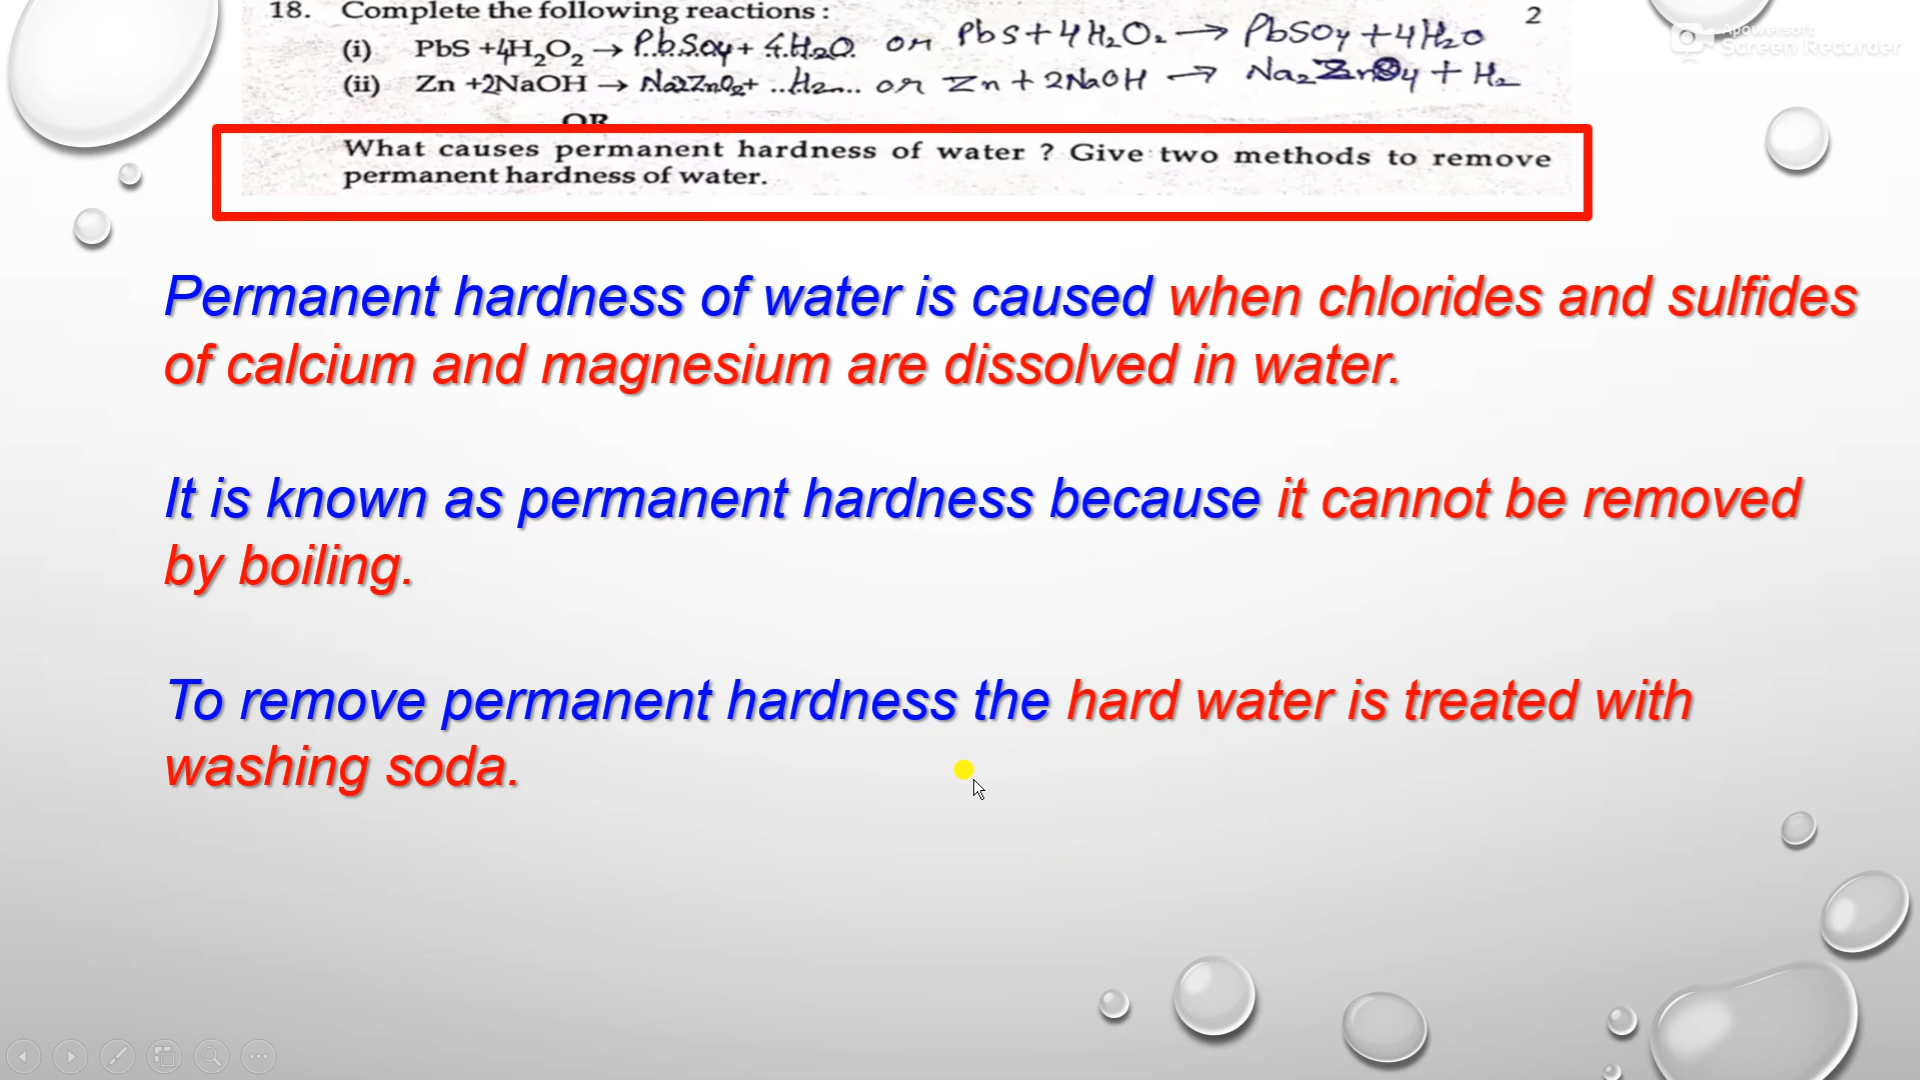 18. Complete the following reactions : 2
(i) PbS +4H₂O₂ → PbSO4 + 4H₂O or PbS + 4H₂O₂ → PbSO4 + 4H₂O
(ii) Zn +2NaOH → Na2ZnO2 + ..H2.... or Zn + 2NaOH → Na2ZnO4 + H2
OR
What causes permanent hardness of water ? Give two methods to remove
permanent hardness of water.
Apowersoft
Screen Recorder
Permanent hardness of water is caused when chlorides and sulfides
of calcium and magnesium are dissolved in water.
It is known as permanent hardness because it cannot be removed
by boiling.
To remove permanent hardness the hard water is treated with
washing soda.